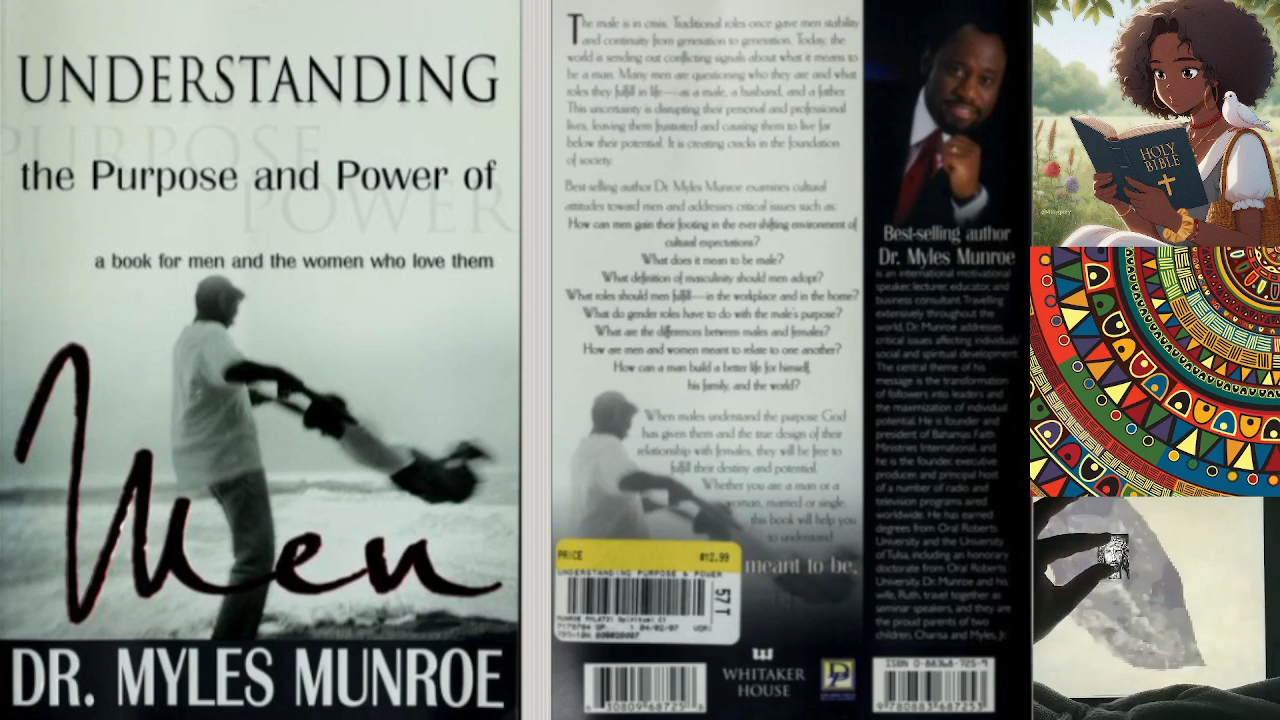 UNDERSTANDING
PURPOSE
the Purpose and Power of
POWER
a book for men and the women who love them
Men
DR. MYLES MUNROE
The male is in crisis. Traditional roles once gave men stability
and continuity from generation to generation. Today, the
world is sending out conflicting signals about what it means to
be a man. Many men are questioning who they are and what
roles they fulfill in life—as a male, a husband, and a father.
This uncertainty is disrupting their personal and professional
lives, leaving them frustrated and causing them to live far
below their potential. It is creating cracks in the foundation
of society.
Best selling author Dr. Myles Munroe examines cultural
attitudes toward men and addresses critical issues such as:
How can men gain their footing in the ever-shifting environment of
cultural expectations?
What does it mean to be male?
What definition of masculinity should men adopt?
What roles should men fulfill—in the workplace and in the home?
What do gender roles have to do with the male's purpose?
What are the differences between males and females?
How are men and women meant to relate to one another?
How can a man build a better life for himself,
his family, and the world?
When males understand the purpose God
has given them and the true design of their
relationship with females, they will be free to
fulfill their destiny and potential.
Whether you are a man or a
woman, married or single,
this book will help you
to understand
meant to be.
PRICE $12.99
UNDERSTANDING PURPOSE & POWER
57T
WHITAKER
HOUSE
Best-selling author
Dr. Myles Munroe
is an international motivational
speaker, lecturer, educator, and
business consultant. Travelling
extensively throughout the
world, Dr. Munroe addresses
critical issues affecting individuals'
social and spiritual development.
The central theme of his
message is the transformation
of followers into leaders and
the maximization of individual
potential. He is founder and
president of Bahamas Faith
Ministries International, and
he is the founder, executive
producer, and principal host
of a number of radio and
television programs aired
worldwide. He has earned
degrees from Oral Roberts
University and the University
of Tulsa, including an honorary
doctorate from Oral Roberts
University. Dr. Munroe and his
wife, Ruth, travel together as
seminar speakers, and they are
the proud parents of two
children, Charisa and Myles, Jr.
ISBN 0-88368-725-9
9 780883 687253
HOLY
BIBLE